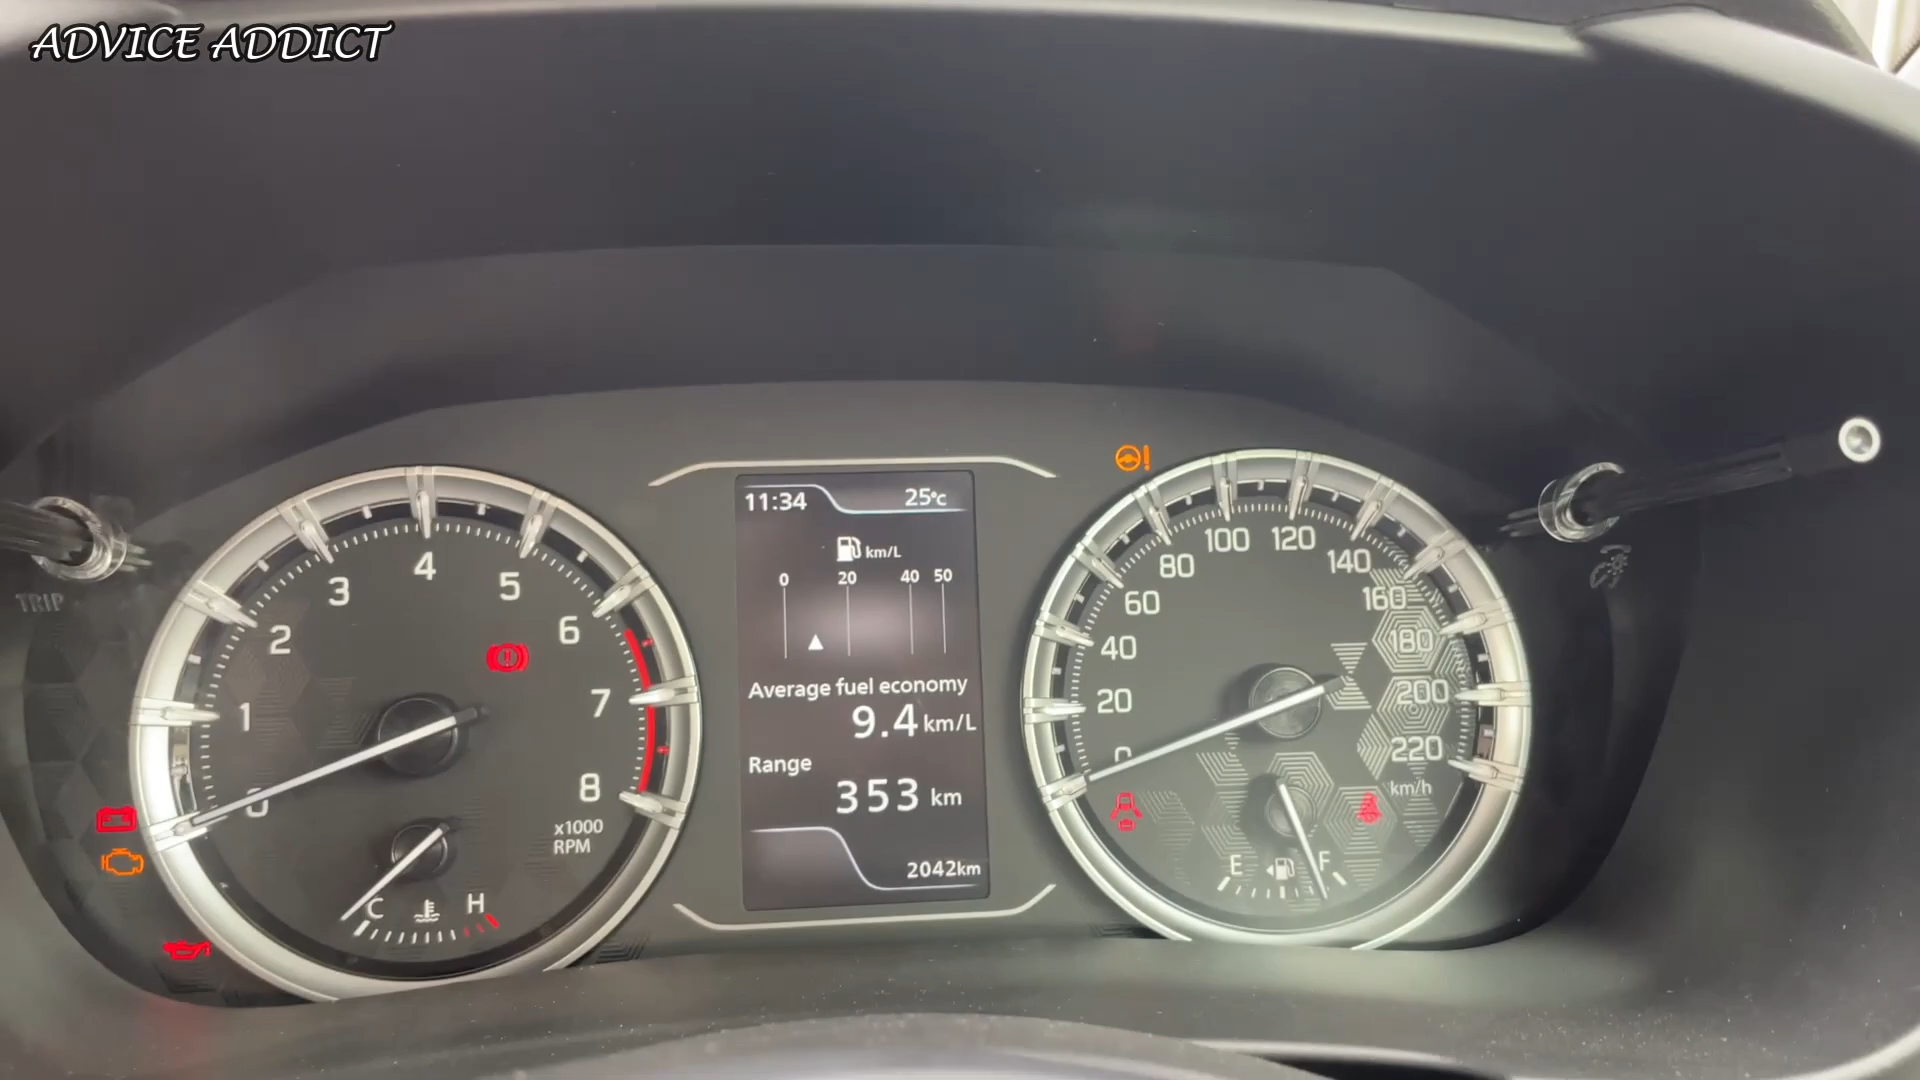 ADVICE ADDICT
TRIP
0
1
2
3
4
5
6
7
8
x1000
RPM
C
H
11:34
25°C
km/L
0 20 40 50
Average fuel economy
9.4 km/L
Range
353 km
2042km
0
20
40
60
80
100
120
140
160
180
200
220
km/h
E
F